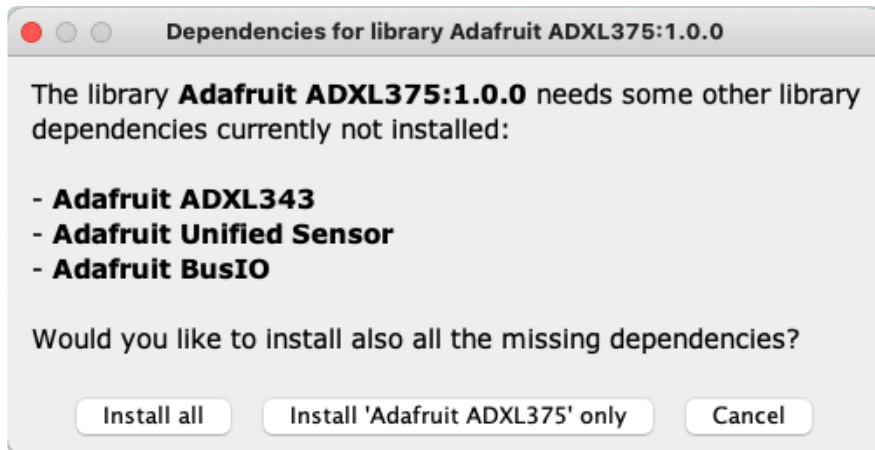 Dependencies for library Adafruit ADXL375:1.0.0
The library Adafruit ADXL375:1.0.0 needs some other library
dependencies currently not installed:
- Adafruit ADXL343
- Adafruit Unified Sensor
- Adafruit BusIO
Would you like to install also all the missing dependencies?
Install all Install 'Adafruit ADXL375' only Cancel